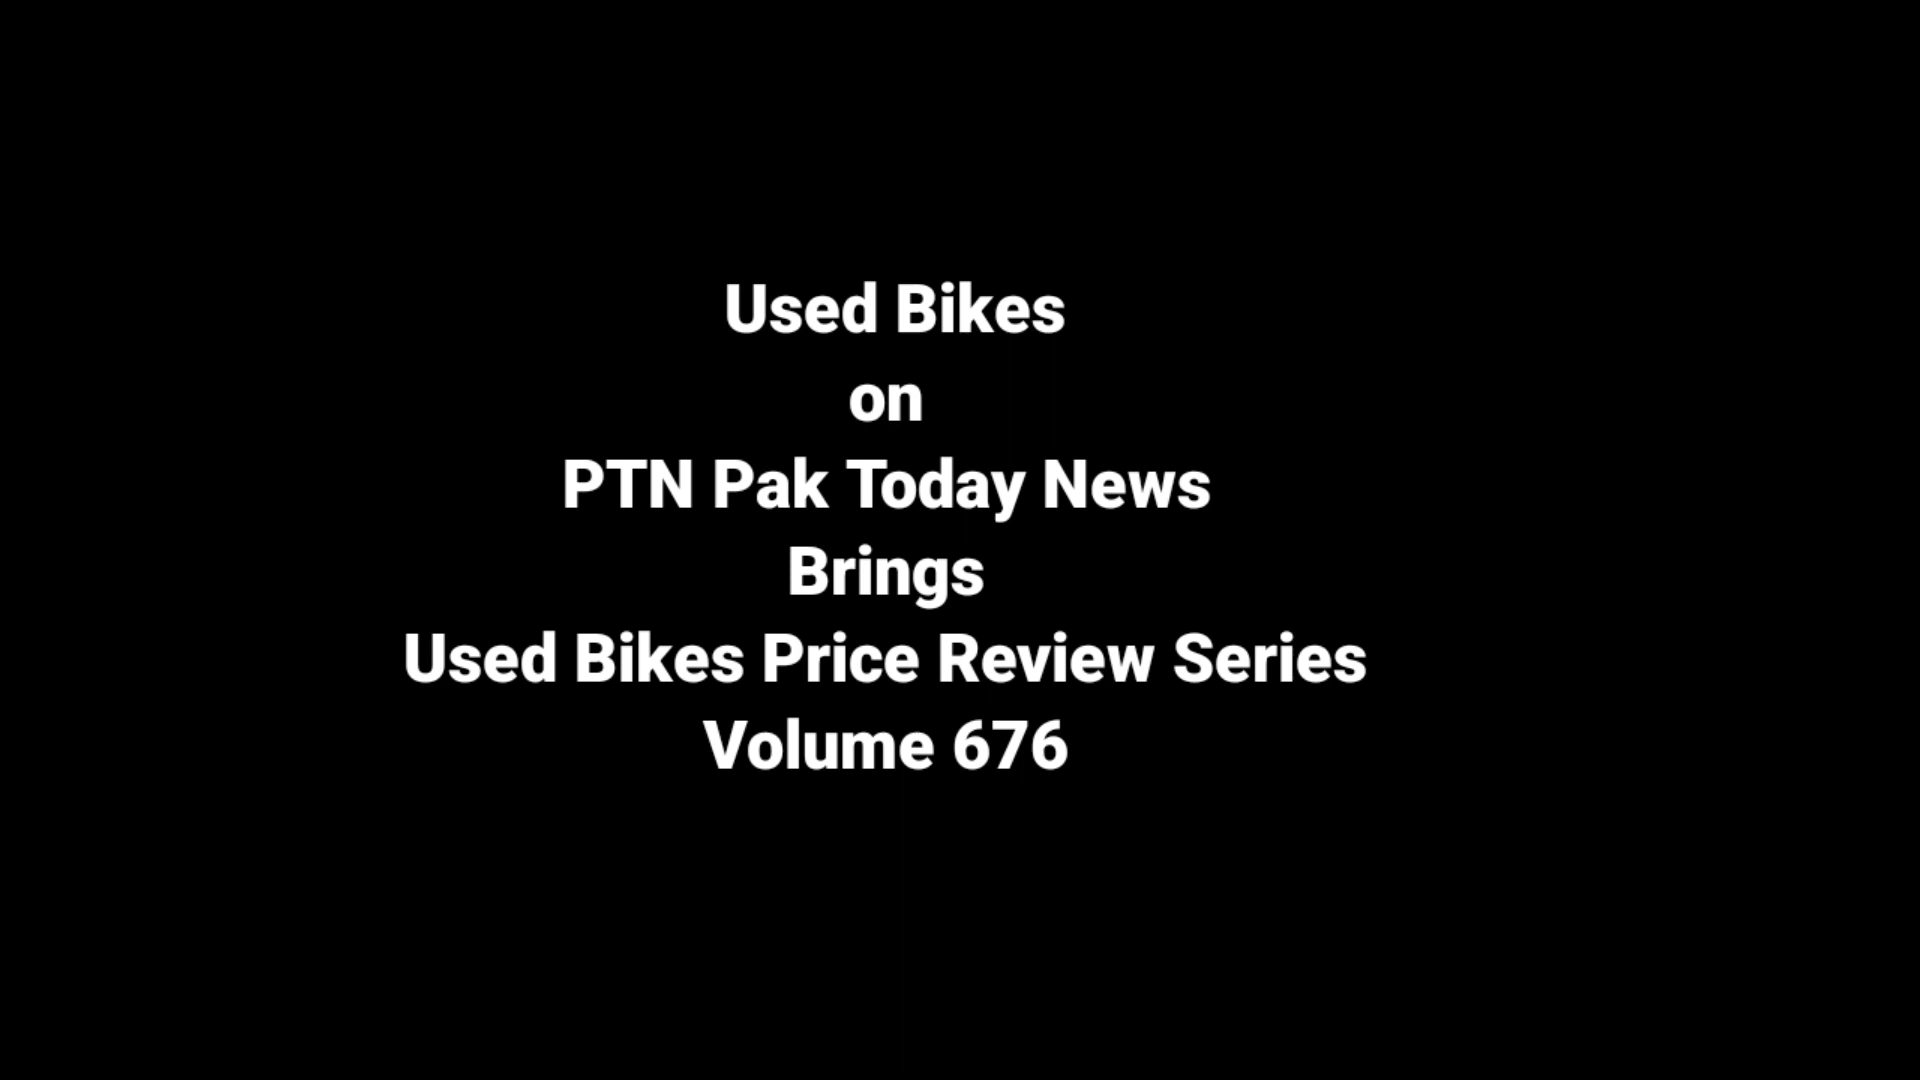 Used Bikes
on
PTN Pak Today News
Brings
Used Bikes Price Review Series
Volume 676